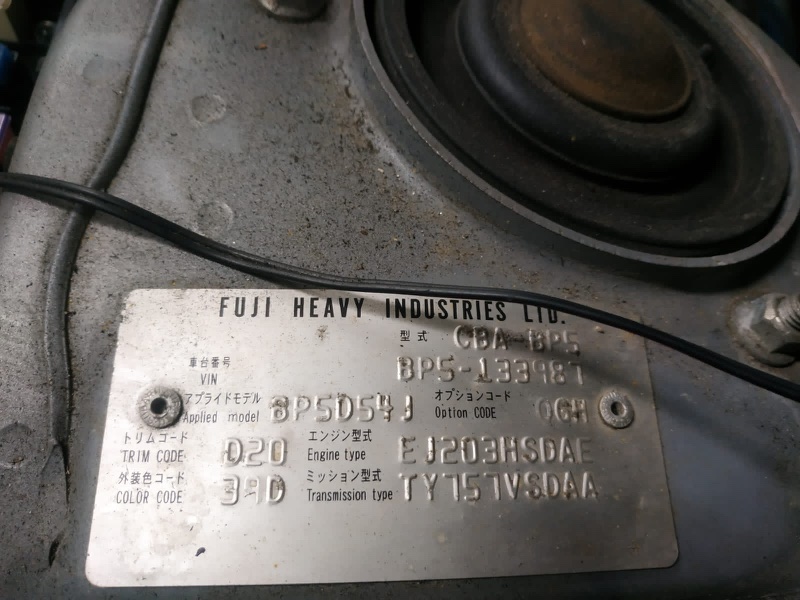 FUJI HEAVY INDUSTRIES LTD.
型式 CBA-BP5
車台番号 VIN BP5-133987
アプライドモデル Applied model BP5D54J オプションコード Option CODE OGH
トリムコード TRIM CODE D20 エンジン型式 Engine type EJ203HSDAE
外装色コード COLOR CODE 39D ミッション型式 Transmission type TY757VSDAA